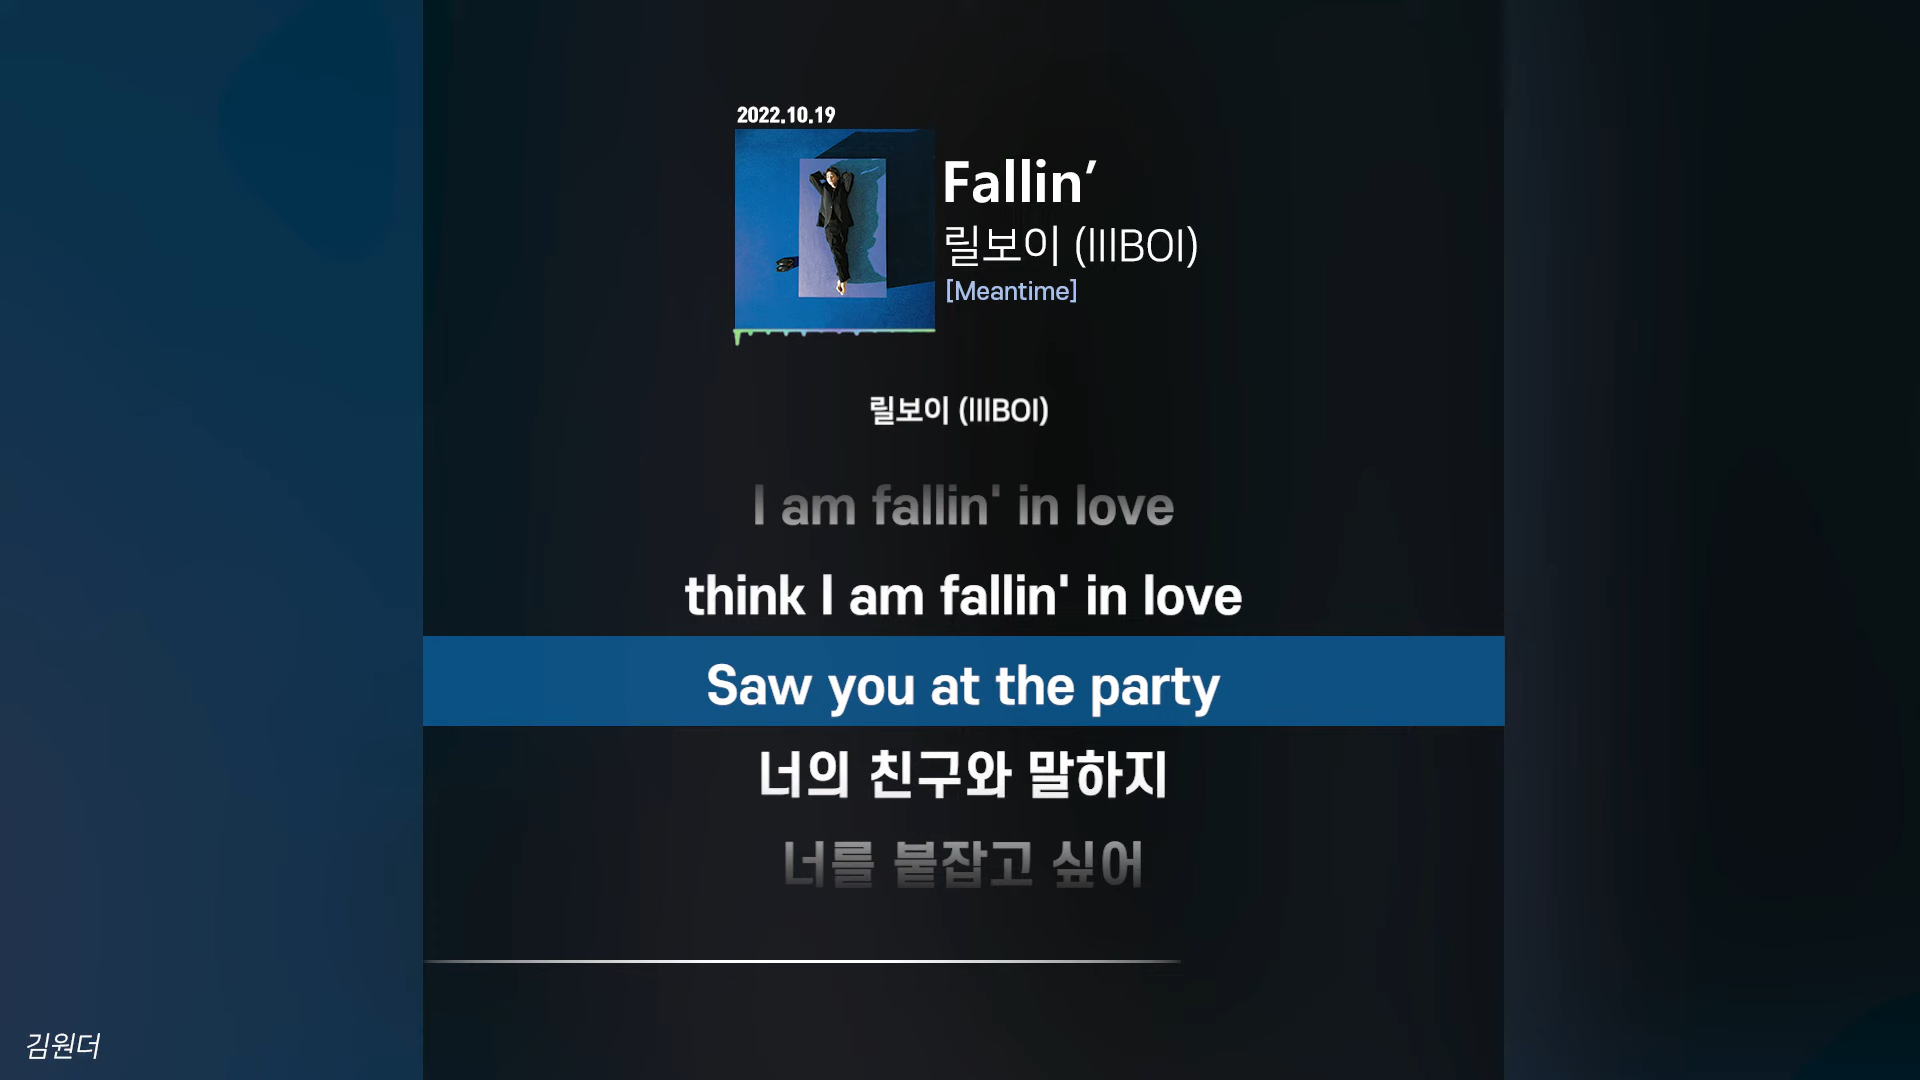 2022.10.19
Fallin’
릴보이 (lIlBOI)
[Meantime]
릴보이 (lIlBOI)
I am fallin' in love
think I am fallin' in love
Saw you at the party
너의 친구와 말하지
너를 붙잡고 싶어
김원더